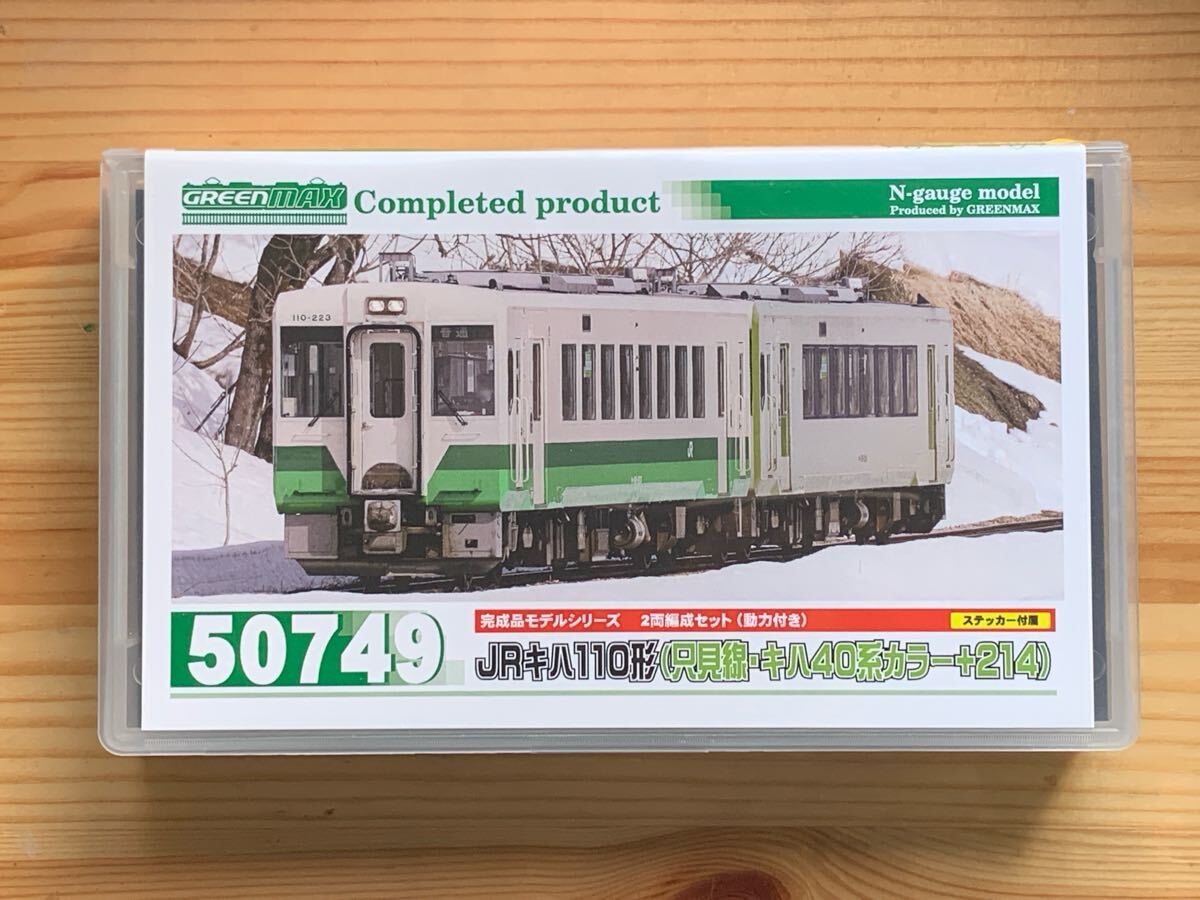 GREENMAX Completed product
N-gauge model
Produced by GREENMAX
110-223
普通
JR
50749
完成品モデルシリーズ 2両編成セット(動力付き)
ステッカー付属
JRキハ110形(只見線・キハ40系カラー+214)